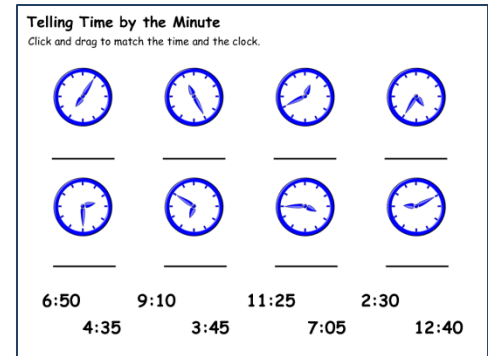 Telling Time by the Minute
Click and drag to match the time and the clock.
6:50 9:10 11:25 2:30
4:35 3:45 7:05 12:40